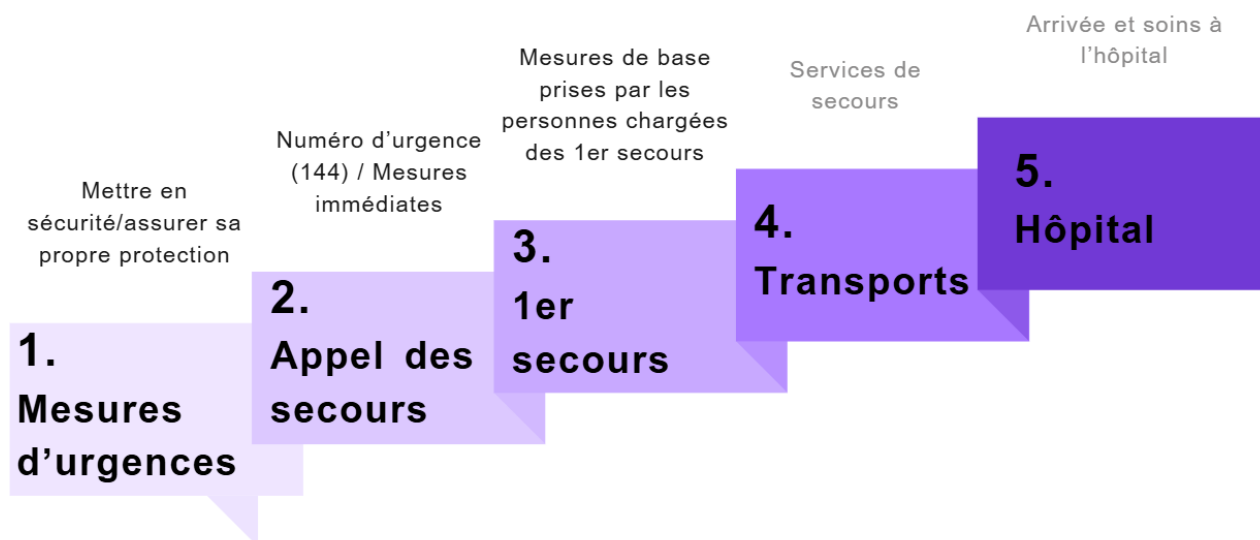 Mettre en
sécurité/assurer sa
propre protection
1.
Mesures
d’urgences
Numéro d’urgence
(144) / Mesures
immédiates
2.
Appel des
secours
Mesures de base
prises par les
personnes chargées
des 1er secours
3.
1er
secours
Services de
secours
4.
Transports
Arrivée et soins à
l’hôpital
5.
Hôpital